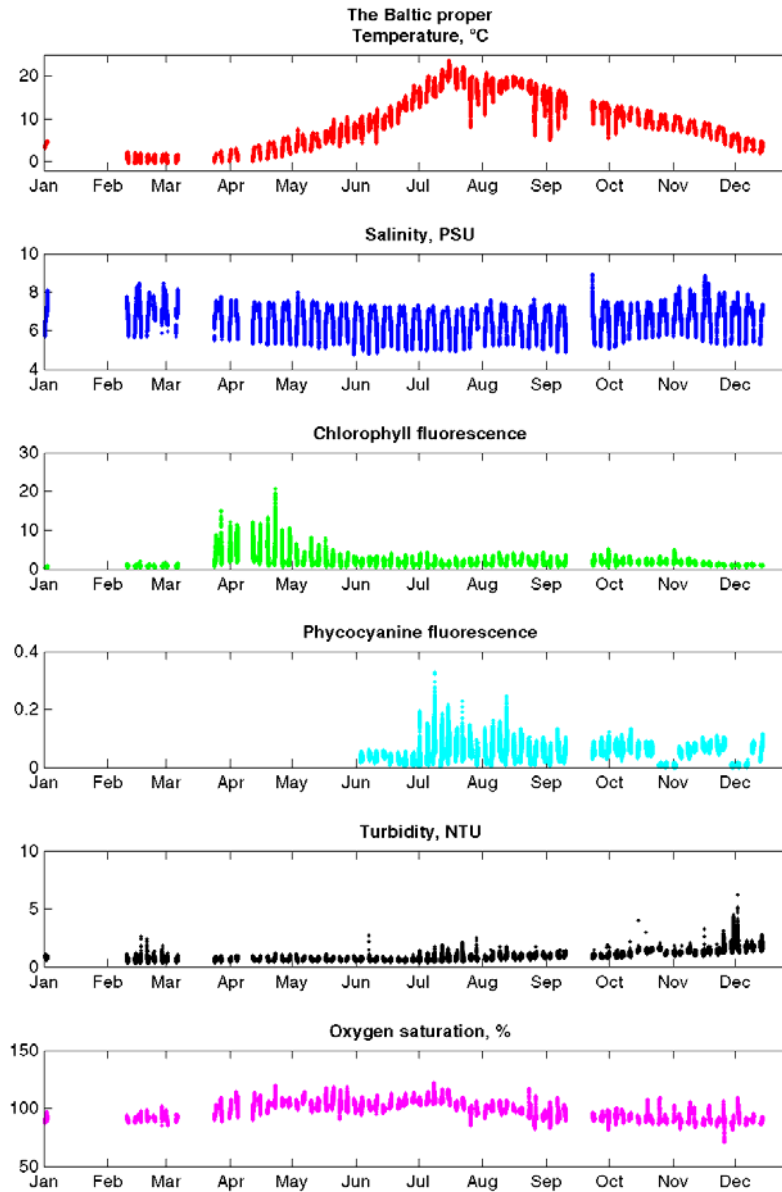 The Baltic proper
Temperature, °C
20
10
0
Jan Feb Mar Apr May Jun Jul Aug Sep Oct Nov Dec
Salinity, PSU
10
8
6
4
Jan Feb Mar Apr May Jun Jul Aug Sep Oct Nov Dec
Chlorophyll fluorescence
30
20
10
0
Jan Feb Mar Apr May Jun Jul Aug Sep Oct Nov Dec
Phycocyanine fluorescence
0.4
0.2
0
Jan Feb Mar Apr May Jun Jul Aug Sep Oct Nov Dec
Turbidity, NTU
10
5
0
Jan Feb Mar Apr May Jun Jul Aug Sep Oct Nov Dec
Oxygen saturation, %
150
100
50
Jan Feb Mar Apr May Jun Jul Aug Sep Oct Nov Dec